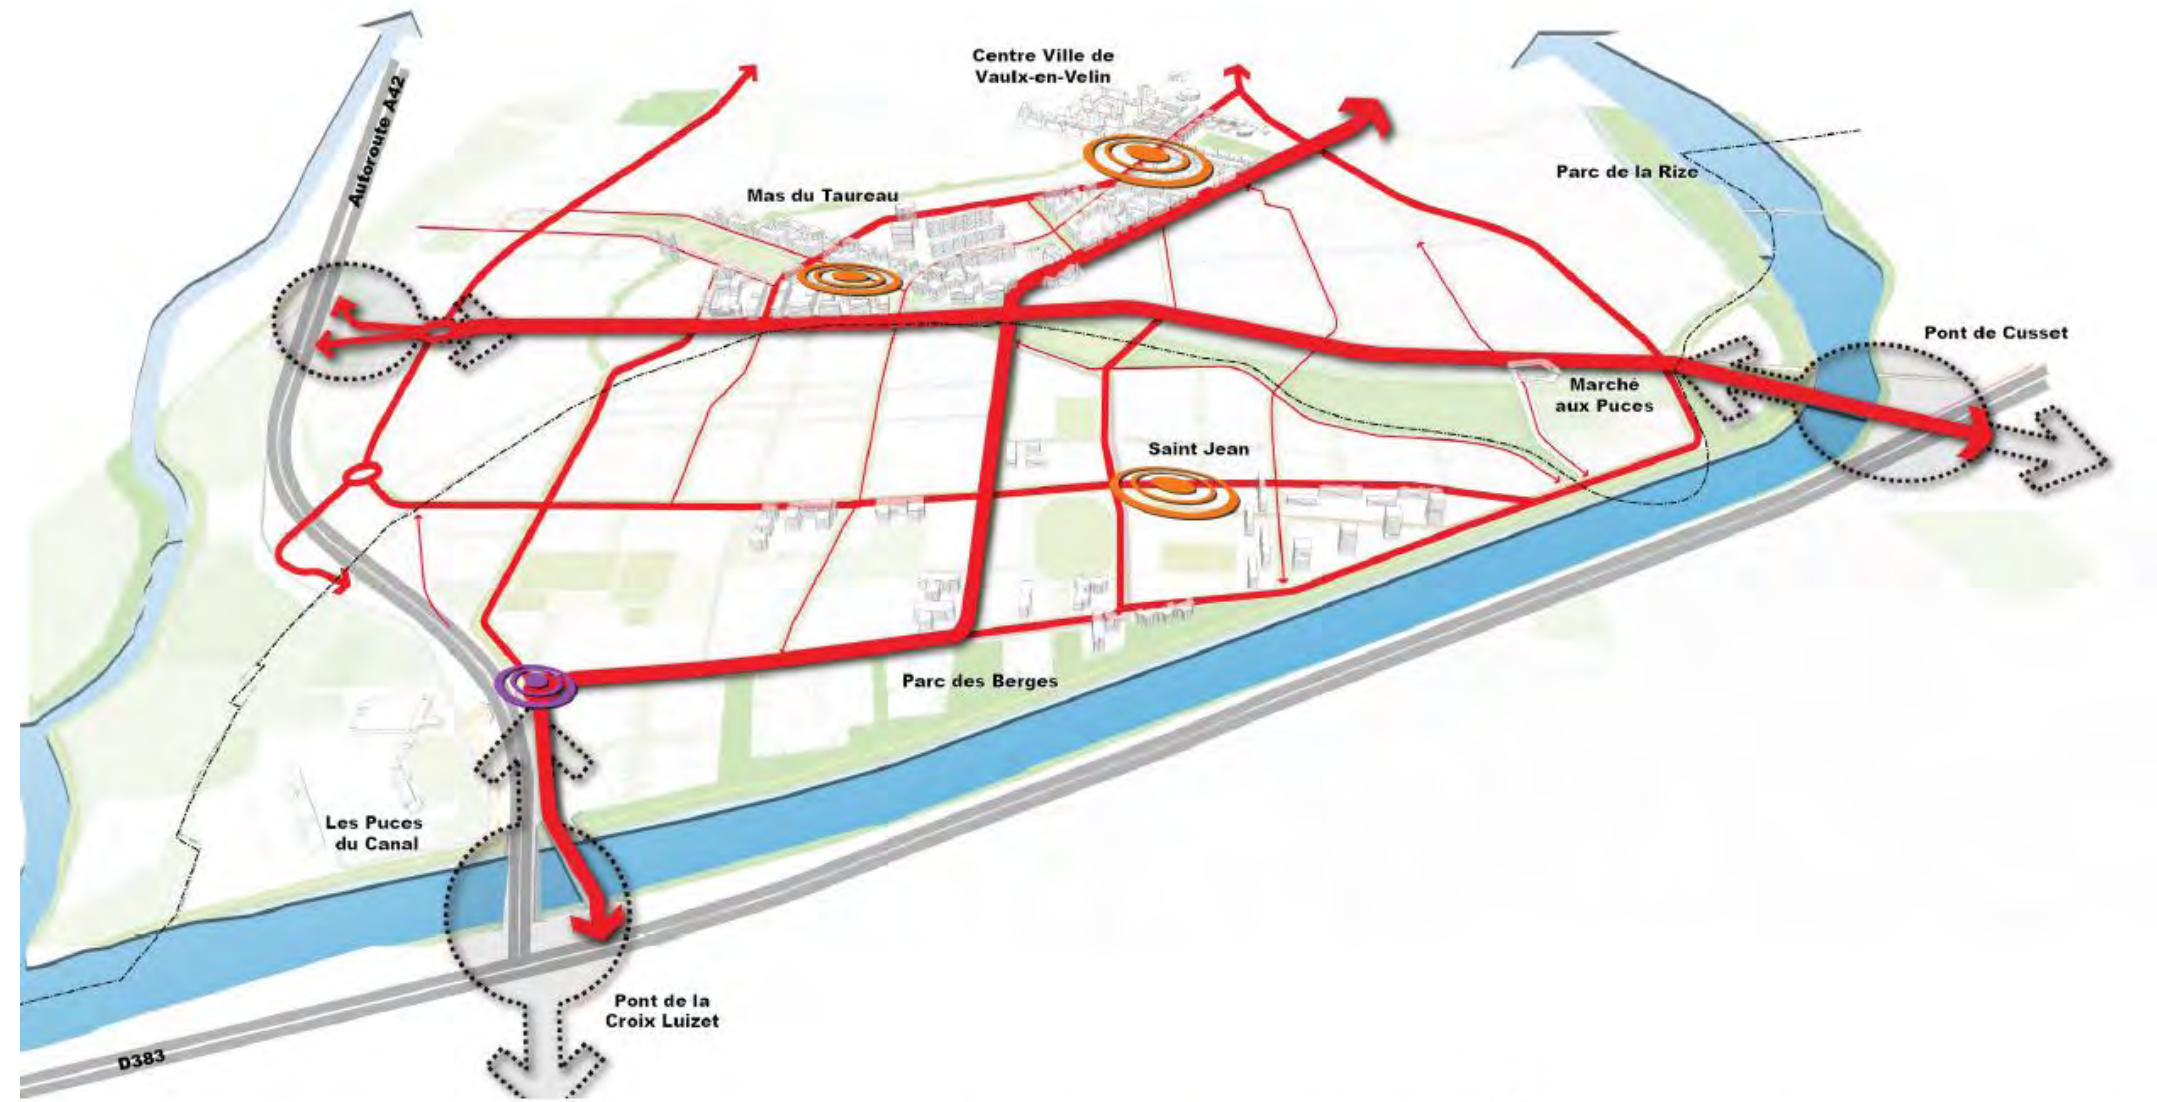 Centre Ville de
Vaulx-en-Velin
Autoroute A42
Mas du Taureau
Parc de la Rize
Pont de Cusset
Marché
aux Puces
Saint Jean
Parc des Berges
Les Puces
du Canal
Pont de la
Croix Luizet
D383